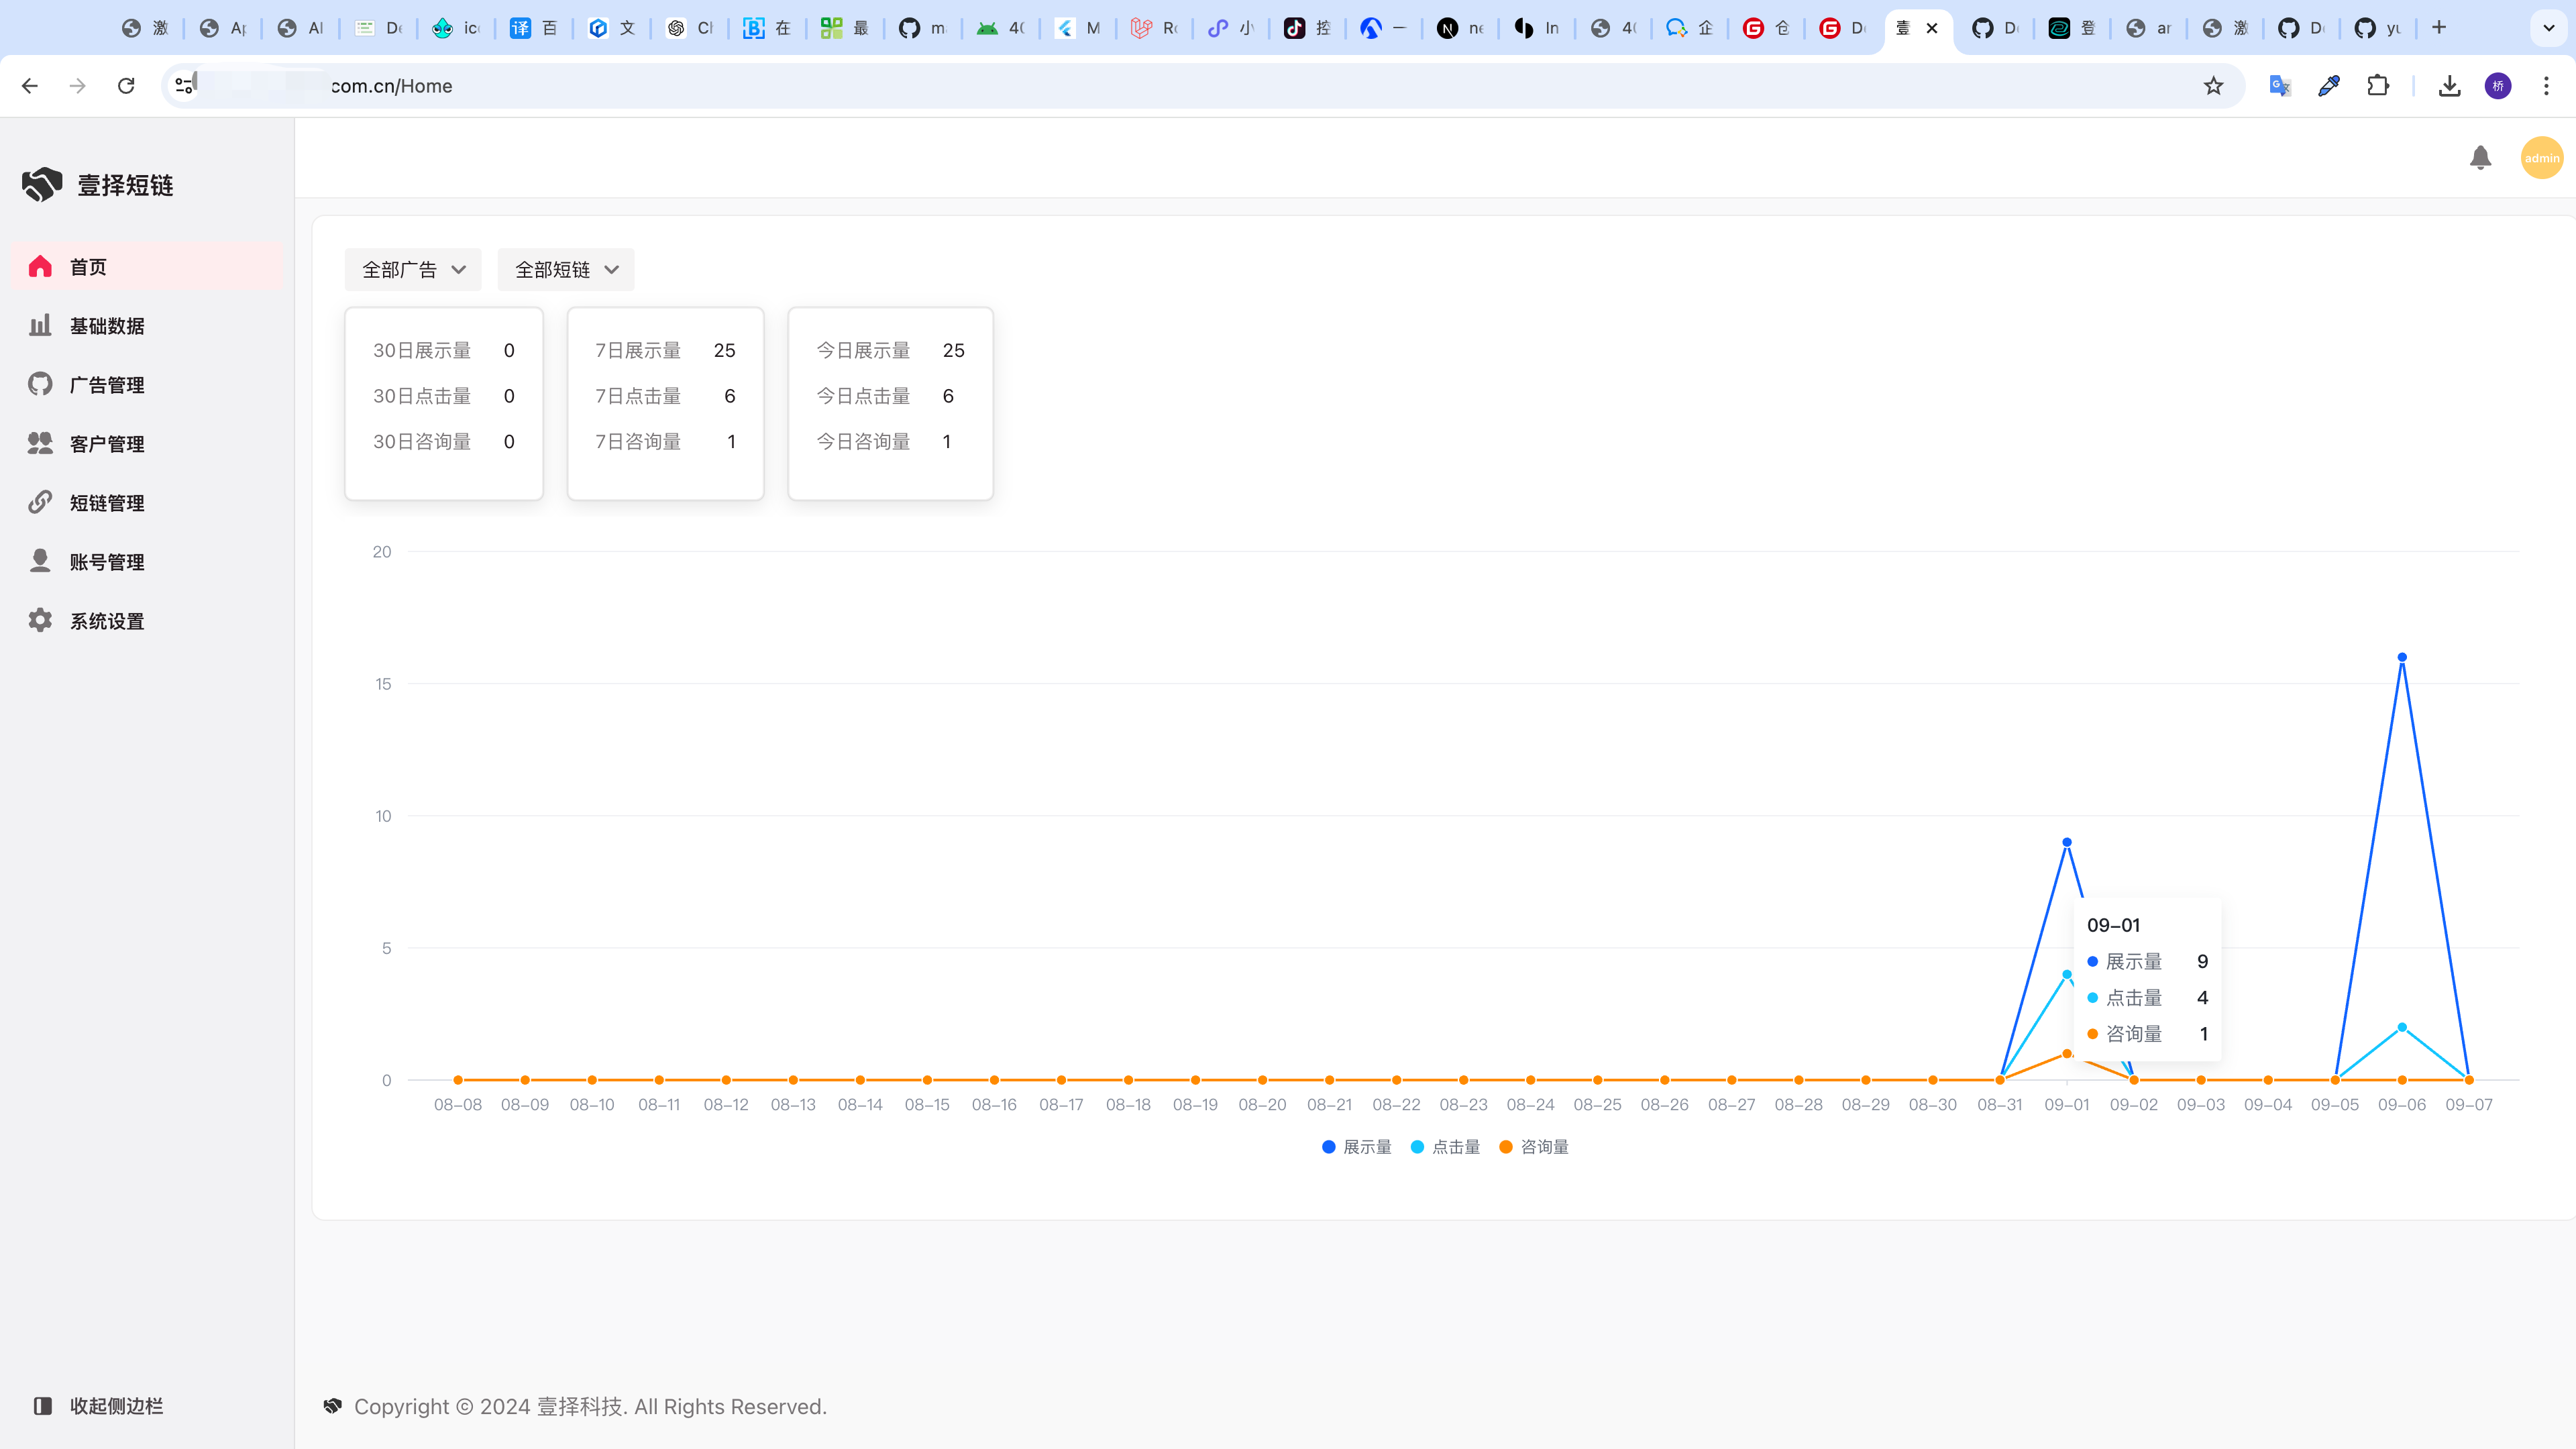 激
Ap
AI
De
ico
百
文
Cl
在
最
m
40
M
Re
小
控
一
ne
In
40
企
仓
De
壹
De
登
ar
激
De
yu
com.cn/Home
桥
admin
壹择短链
首页
基础数据
广告管理
客户管理
短链管理
账号管理
系统设置
收起侧边栏
全部广告 全部短链
30日展示量 0
30日点击量 0
30日咨询量 0
7日展示量 25
7日点击量 6
7日咨询量 1
今日展示量 25
今日点击量 6
今日咨询量 1
20
15
10
5
0
08-08 08-09 08-10 08-11 08-12 08-13 08-14 08-15 08-16 08-17 08-18 08-19 08-20 08-21 08-22 08-23 08-24 08-25 08-26 08-27 08-28 08-29 08-30 08-31 09-01 09-02 09-03 09-04 09-05 09-06 09-07
09-01
展示量 9
点击量 4
咨询量 1
展示量 点击量 咨询量
Copyright © 2024 壹择科技. All Rights Reserved.